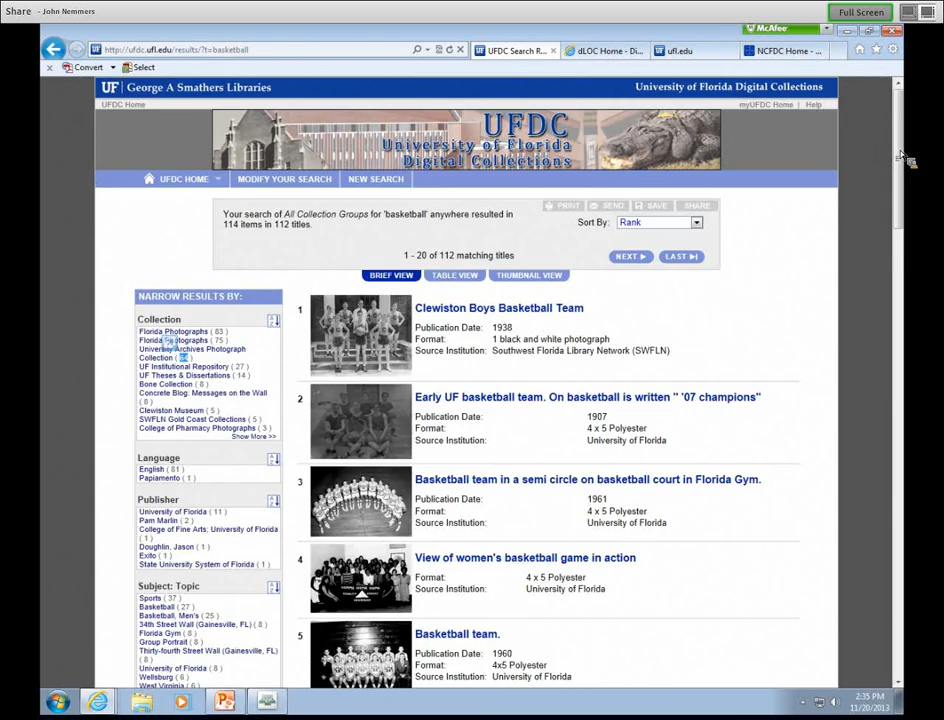 Share - John Nemmers
Full Screen
McAfee
http://ufdc.ufl.edu/results/?t=basketball
UFDC Search R...
dLOC Home - Di...
ufl.edu
NCFDC Home - ...
Convert
Select
UF George A Smathers Libraries
University of Florida Digital Collections
UFDC Home
myUFDC Home | Help
UFDC
University of Florida
Digital Collections
UFDC HOME
MODIFY YOUR SEARCH
NEW SEARCH
PRINT
SEND
SAVE
SHARE
Your search of All Collection Groups for 'basketball' anywhere resulted in
114 items in 112 titles.
Sort By: Rank
1 - 20 of 112 matching titles
NEXT
LAST
BRIEF VIEW
TABLE VIEW
THUMBNAIL VIEW
NARROW RESULTS BY:
Collection
Florida Photographs ( 83 )
Florida Photographs ( 75 )
University Archives Photograph
Collection ( 64 )
UF Institutional Repository ( 27 )
UF Theses & Dissertations ( 14 )
Bone Collection ( 8 )
Concrete Blog: Messages on the Wall
( 8 )
Clewiston Museum ( 5 )
SWFLN Gold Coast Collections ( 5 )
College of Pharmacy Photographs ( 3 )
Show More >>
Language
English ( 81 )
Papiamento ( 1 )
Publisher
University of Florida ( 11 )
Pam Marlin ( 2 )
College of Fine Arts; University of Florida
( 1 )
Doughlin, Jason ( 1 )
Exito ( 1 )
State University System of Florida ( 1 )
Subject: Topic
Sports ( 37 )
Basketball ( 27 )
Basketball, Men's ( 25 )
34th Street Wall (Gainesville, FL) ( 8 )
Florida Gym ( 8 )
Group Portrait ( 8 )
Thirty-fourth Street Wall (Gainesville, FL)
( 8 )
University of Florida ( 8 )
Wellsburg ( 6 )
West Virginia ( 6 )
1
Clewiston Boys Basketball Team
Publication Date: 1938
Format: 1 black and white photograph
Source Institution: Southwest Florida Library Network (SWFLN)
2
Early UF basketball team. On basketball is written " '07 champions"
Publication Date: 1907
Format: 4 x 5 Polyester
Source Institution: University of Florida
3
Basketball team in a semi circle on basketball court in Florida Gym.
Publication Date: 1961
Format: 4 x 5 Polyester
Source Institution: University of Florida
4
View of women's basketball game in action
Format: 4 x 5 Polyester
Source Institution: University of Florida
5
Basketball team.
Publication Date: 1960
Format: 4x5 Polyester
Source Institution: University of Florida
2:35 PM
11/20/2013